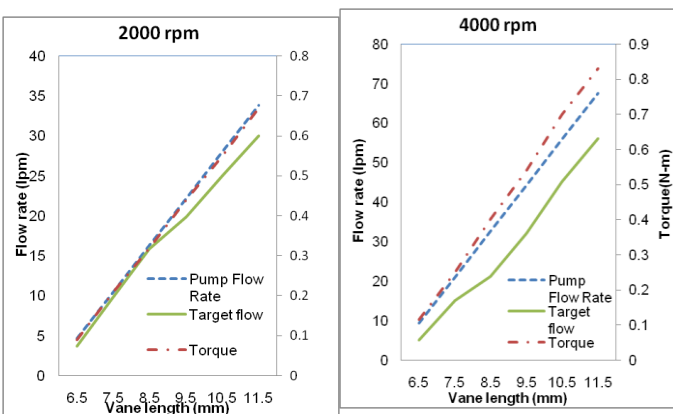 2000 rpm
Flow rate (lpm)
40
35
30
25
20
15
10
5
0
0.8
0.7
0.6
0.5
0.4
0.3
0.2
0.1
0
Pump Flow
Rate
Target flow
Torque
6.5 7.5 8.5 9.5 10.5 11.5
Vane length (mm)
4000 rpm
Flow rate (lpm)
80
70
60
50
40
30
20
10
0
0.9
0.8
0.7
0.6
0.5
0.4
0.3
0.2
0.1
0
Torque(N-m)
Pump
Flow Rate
Target
flow
Torque
6.5 7.5 8.5 9.5 10.5 11.5
Vane length (mm)